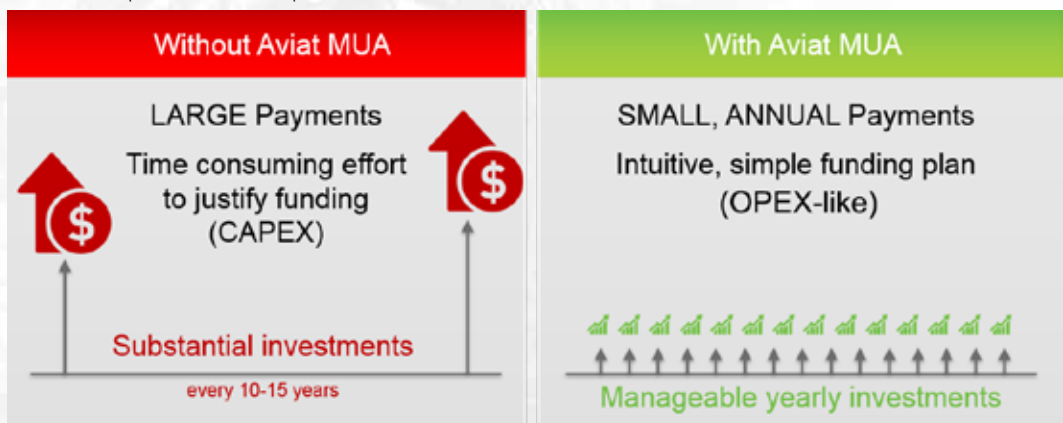 Without Aviat MUA
LARGE Payments
Time consuming effort
to justify funding
(CAPEX)
$
$
Substantial investments
every 10-15 years
With Aviat MUA
SMALL, ANNUAL Payments
Intuitive, simple funding plan
(OPEX-like)
Manageable yearly investments